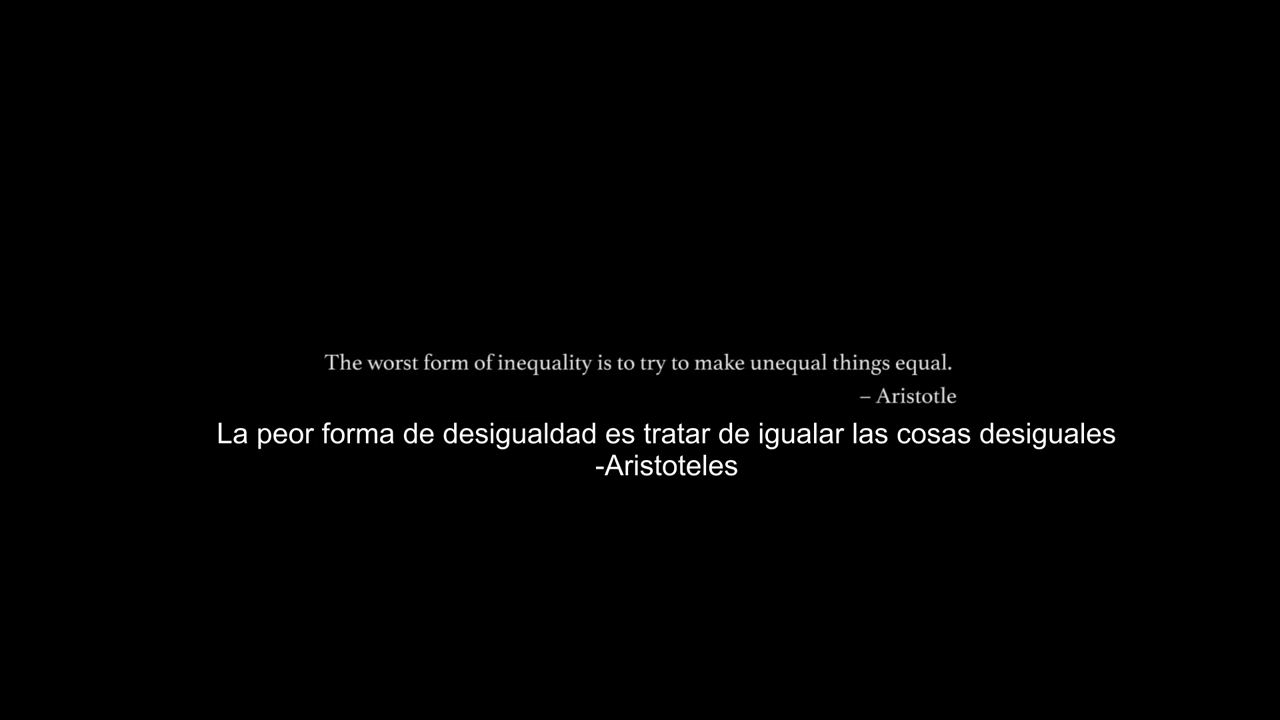 The worst form of inequality is to try to make unequal things equal.
– Aristotle
La peor forma de desigualdad es tratar de igualar las cosas desiguales
-Aristoteles